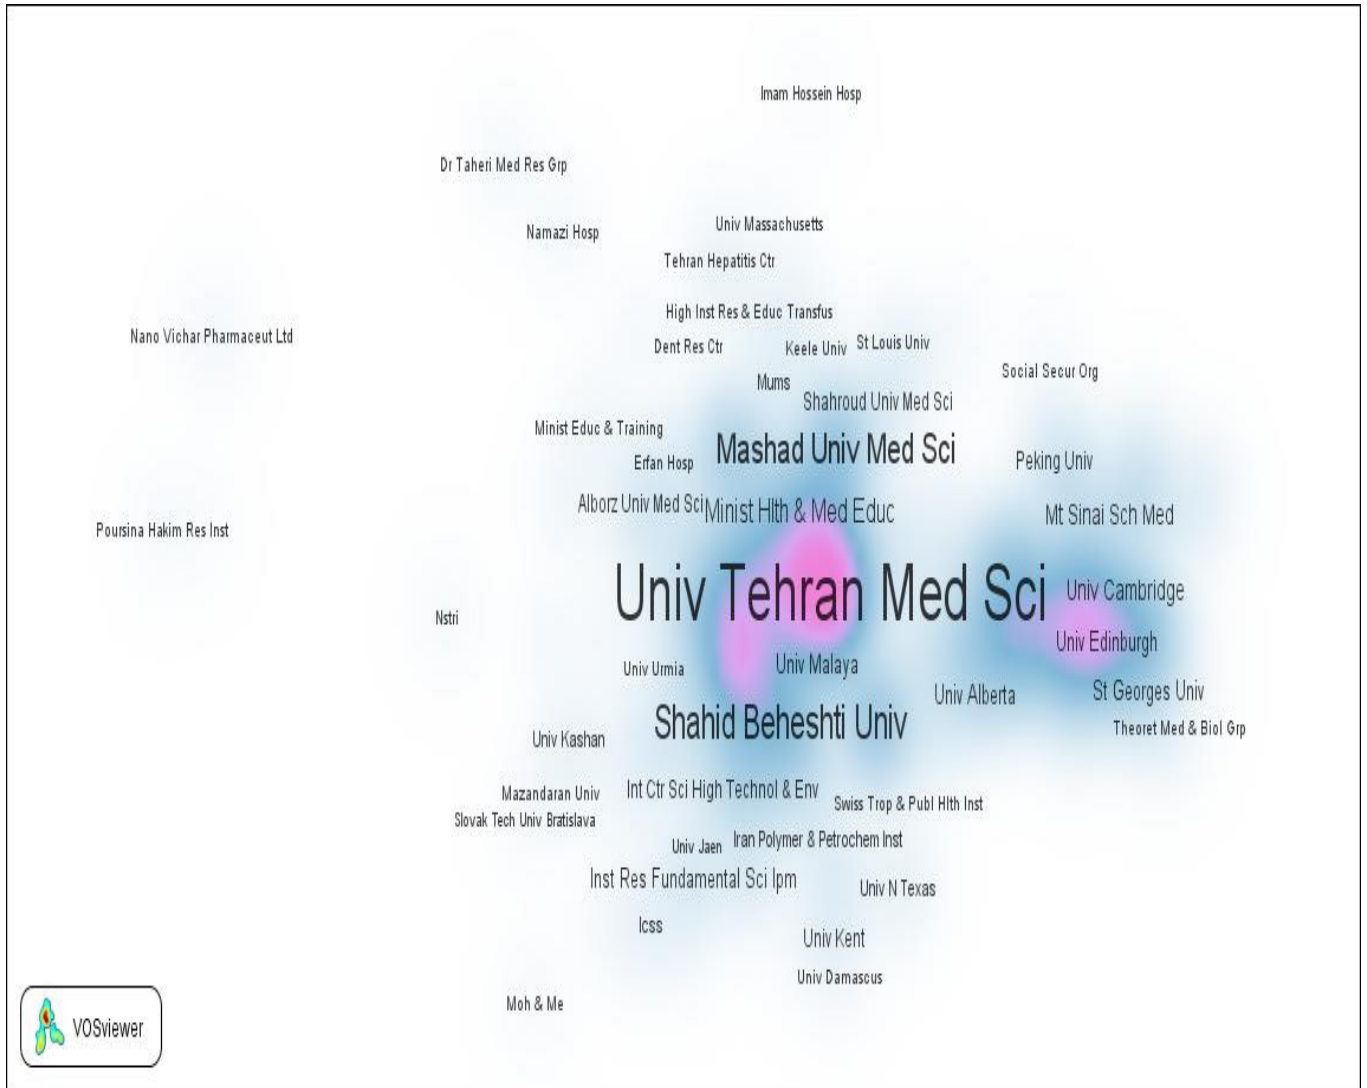 Imam Hossein Hosp
Dr Taheri Med Res Grp
Univ Massachusetts
Namazi Hosp
Tehran Hepatitis Ctr
High Inst Res & Educ Transfus
Nano Vichar Pharmaceut Ltd
Dent Res Ctr
Keele Univ
St Louis Univ
Social Secur Org
Mums
Shahroud Univ Med Sci
Minist Educ & Training
Mashad Univ Med Sci
Erfan Hosp
Peking Univ
Alborz Univ Med Sci
Minist Hlth & Med Educ
Mt Sinai Sch Med
Poursina Hakim Res Inst
Univ Tehran Med Sci
Univ Cambridge
Nstri
Univ Edinburgh
Univ Urmia
Univ Malaya
Univ Alberta
St Georges Univ
Shahid Beheshti Univ
Theoret Med & Biol Grp
Univ Kashan
Mazandaran Univ
Int Ctr Sci High Technol & Env
Swiss Trop & Publ Hlth Inst
Slovak Tech Univ Bratislava
Univ Jaen
Iran Polymer & Petrochem Inst
Inst Res Fundamental Sci Ipm
Univ N Texas
Icss
Univ Kent
Univ Damascus
Moh & Me
VOSviewer